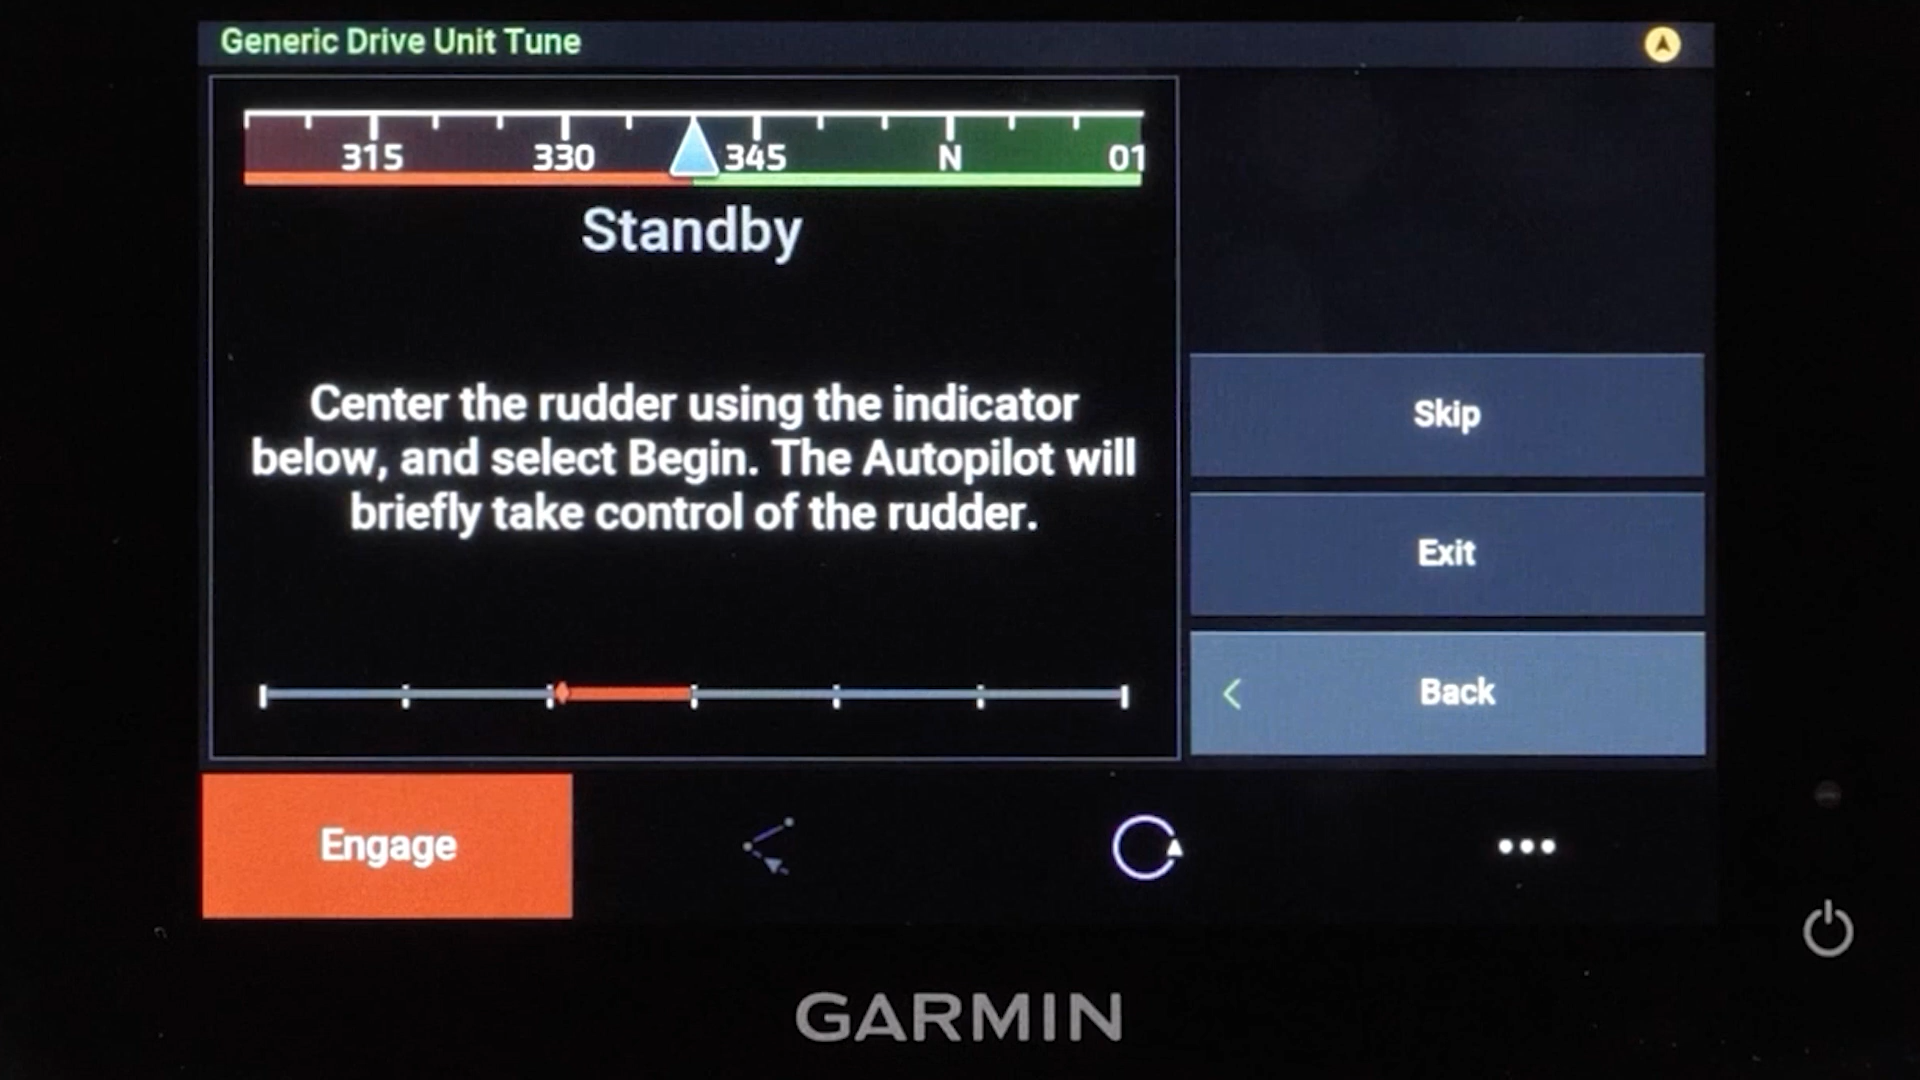 Generic Drive Unit Tune
315 330 345 N 01
Standby
Center the rudder using the indicator
below, and select Begin. The Autopilot will
briefly take control of the rudder.
Skip
Exit
Back
Engage
GARMIN